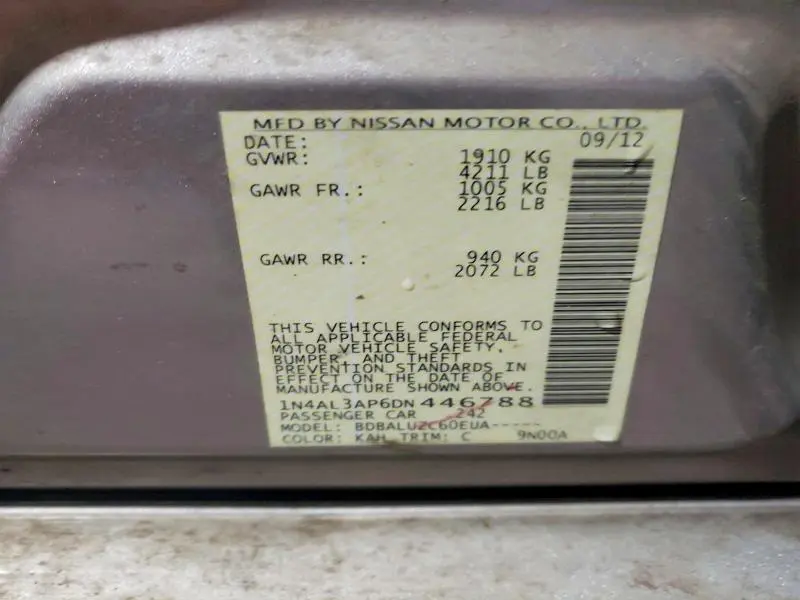 MFD BY NISSAN MOTOR CO., LTD.
DATE: 09/12
GVWR: 1910 KG
4211 LB
GAWR FR.: 1005 KG
2216 LB
GAWR RR.: 940 KG
2072 LB
THIS VEHICLE CONFORMS TO
ALL APPLICABLE FEDERAL
MOTOR VEHICLE SAFETY,
BUMPER, AND THEFT
PREVENTION STANDARDS IN
EFFECT ON THE DATE OF
MANUFACTURE SHOWN ABOVE.
1N4AL3AP6DN446788
PASSENGER CAR 242
MODEL: BDBALUZC60EUA-----
COLOR: KAH TRIM: C 9N00A